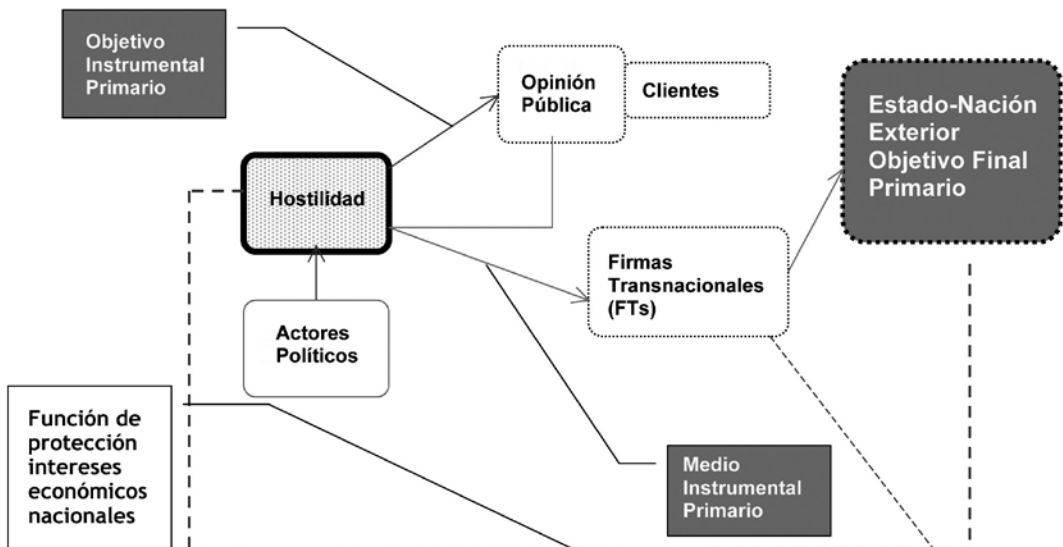 Objetivo
Instrumental
Primario
Opinión
Pública
Clientes
Estado-Nación
Exterior
Objetivo Final
Primario
Hostilidad
Firmas
Transnacionales
(FTs)
Actores
Políticos
Función de
protección
intereses
económicos
nacionales
Medio
Instrumental
Primario